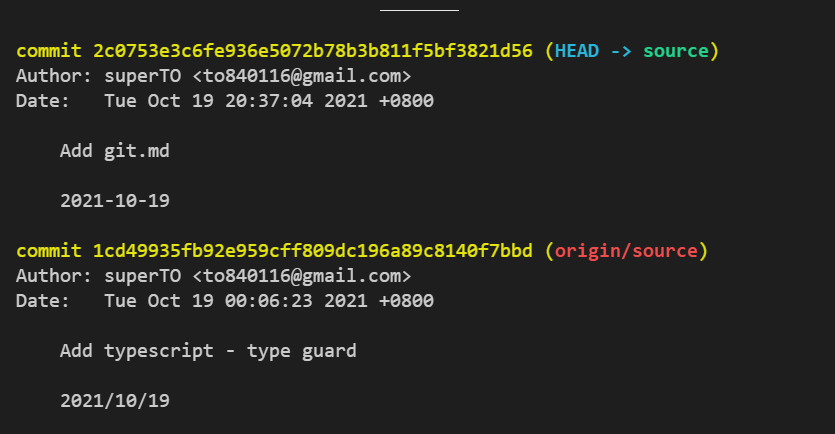 commit 2c0753e3c6fe936e5072b78b3b811f5bf3821d56 (HEAD -> source)
Author: superTO <to840116@gmail.com>
Date:   Tue Oct 19 20:37:04 2021 +0800
    Add git.md
    2021-10-19
commit 1cd49935fb92e959cff809dc196a89c8140f7bbd (origin/source)
Author: superTO <to840116@gmail.com>
Date:   Tue Oct 19 00:06:23 2021 +0800
    Add typescript - type guard
    2021/10/19